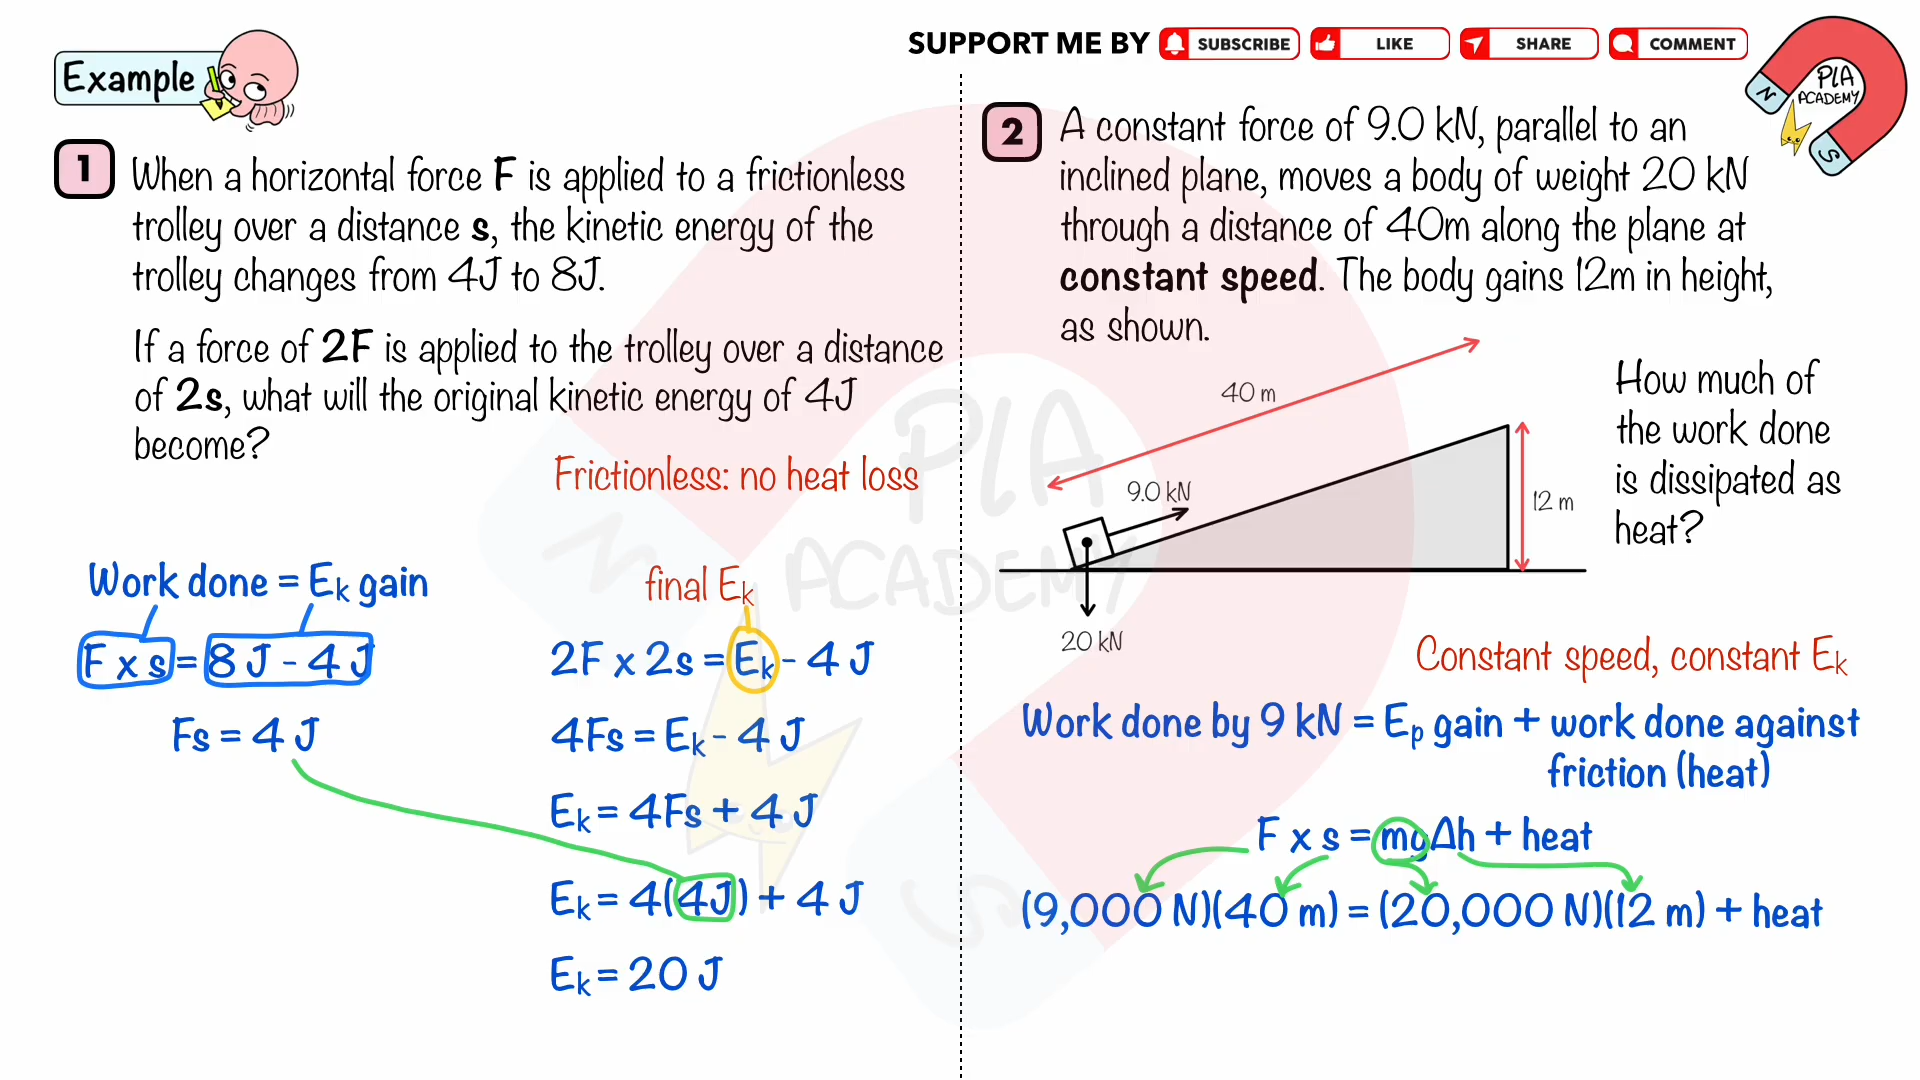 SUPPORT ME BY
SUBSCRIBE
LIKE
SHARE
COMMENT
PLA
ACADEMY
N
S
Example
1
When a horizontal force F is applied to a frictionless
trolley over a distance s, the kinetic energy of the
trolley changes from 4J to 8J.
If a force of 2F is applied to the trolley over a distance
of 2s, what will the original kinetic energy of 4J
become?
Frictionless: no heat loss
Work done = Eₖ gain
F x s = 8 J - 4 J
Fs = 4 J
final Eₖ
2F x 2s = Eₖ - 4 J
4Fs = Eₖ - 4 J
Eₖ = 4Fs + 4 J
Eₖ = 4(4J) + 4 J
Eₖ = 20 J
2
A constant force of 9.0 kN, parallel to an
inclined plane, moves a body of weight 20 kN
through a distance of 40m along the plane at
constant speed. The body gains 12m in height,
as shown.
40 m
9.0 kN
12 m
20 kN
How much of
the work done
is dissipated as
heat?
Constant speed, constant Eₖ
Work done by 9 kN = Eₚ gain + work done against
friction (heat)
F x s = mgΔh + heat
(9,000 N)(40 m) = (20,000 N)(12 m) + heat
PLA
ACADEMY
N
S